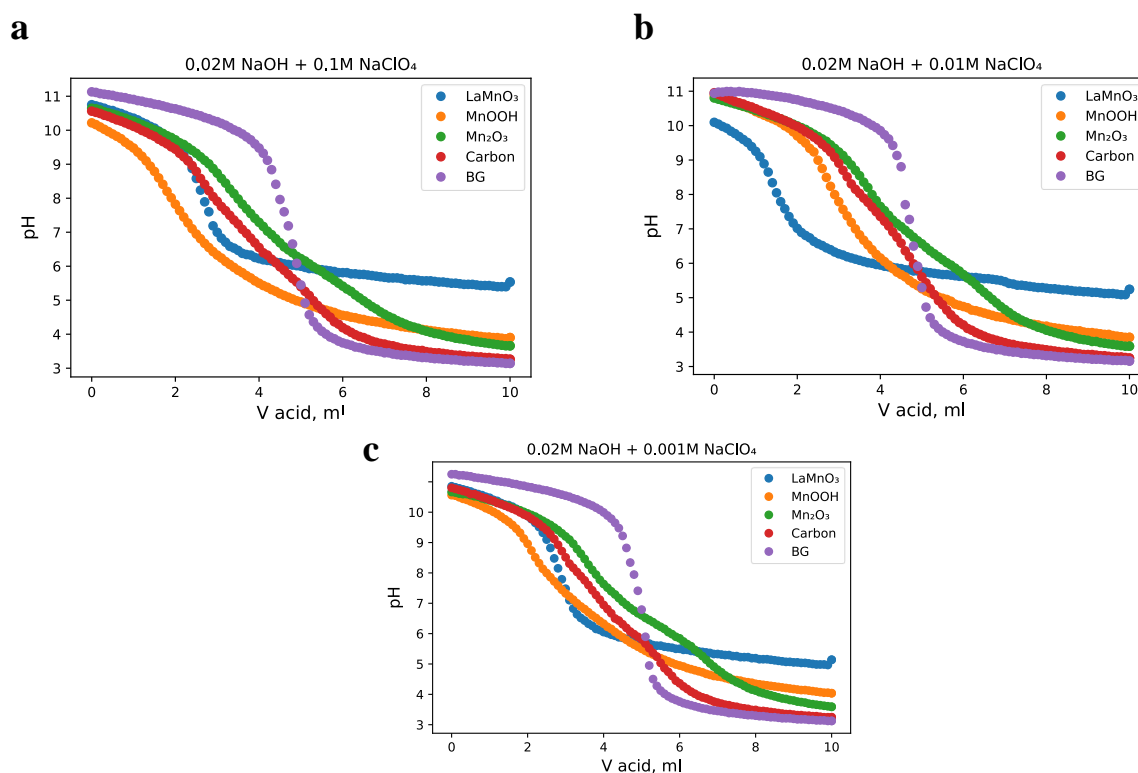 a
0.02M NaOH + 0.1M NaClO₄
11
10
9
8
7
6
5
4
3
pH
0 2 4 6 8 10
V acid, ml
LaMnO₃
MnOOH
Mn₂O₃
Carbon
BG
b
0.02M NaOH + 0.01M NaClO₄
11
10
9
8
7
6
5
4
3
pH
0 2 4 6 8 10
V acid, ml
LaMnO₃
MnOOH
Mn₂O₃
Carbon
BG
c
0.02M NaOH + 0.001M NaClO₄
10
9
8
7
6
5
4
3
pH
0 2 4 6 8 10
V acid, ml
LaMnO₃
MnOOH
Mn₂O₃
Carbon
BG